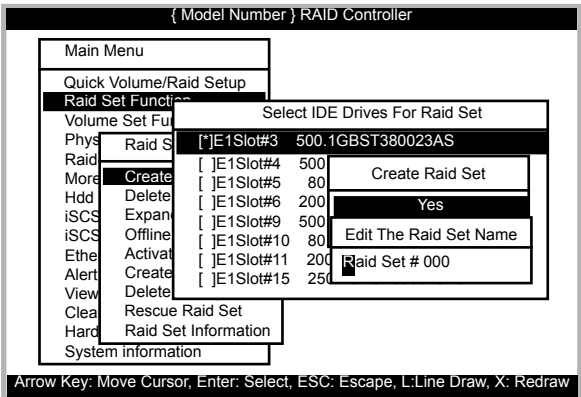 { Model Number } RAID Controller
Main Menu
Quick Volume/Raid Setup
Raid Set Function
Volume Set Fu
Phys
Raid
More
Hdd
iSCS
iSCS
Ethe
Alert
View
Clea
Hard
System information
Raid S
Create
Delete
Expan
Offline
Activat
Create
Delete
Rescue Raid Set
Raid Set Information
Select IDE Drives For Raid Set
[*]E1Slot#3 500.1GBST380023AS
[ ]E1Slot#4 500
[ ]E1Slot#5 80
[ ]E1Slot#6 200
[ ]E1Slot#9 500
[ ]E1Slot#10 80
[ ]E1Slot#11 200
[ ]E1Slot#15 250
Create Raid Set
Yes
Edit The Raid Set Name
Raid Set # 000
Arrow Key: Move Cursor, Enter: Select, ESC: Escape, L:Line Draw, X: Redraw